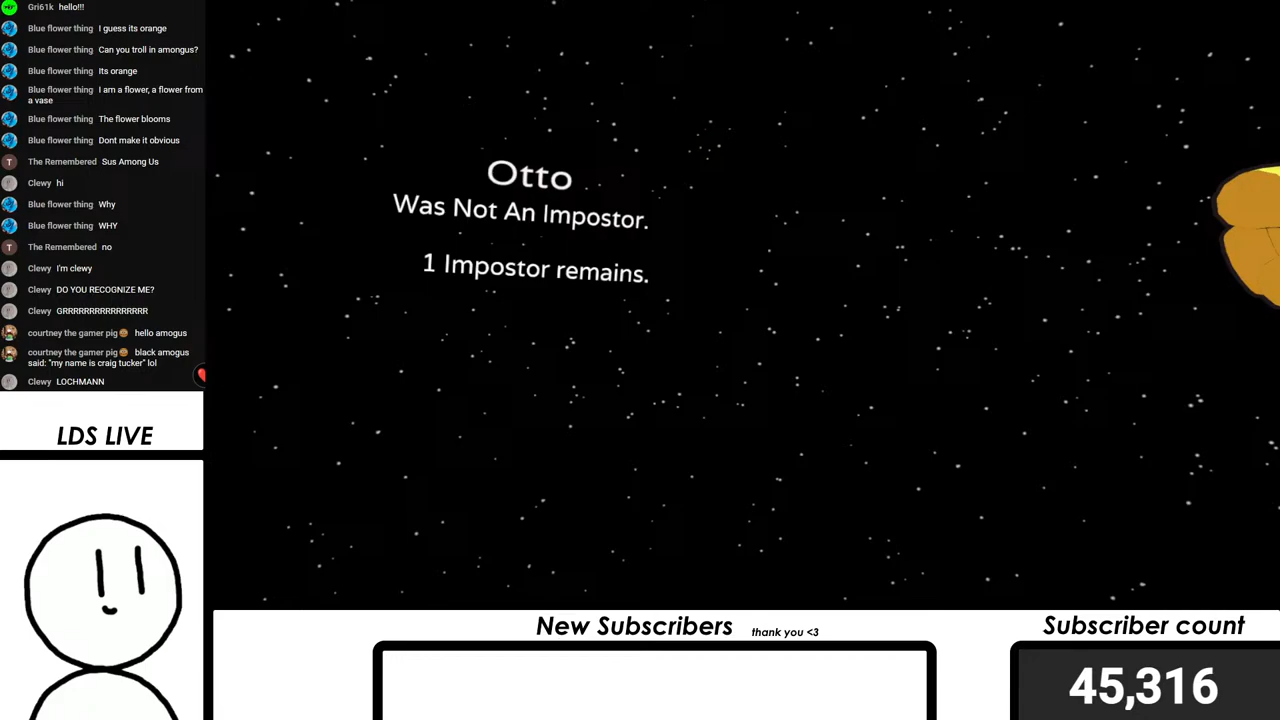 Gri61k hello!!!
Blue flower thing I guess its orange
Blue flower thing Can you troll in amongus?
Blue flower thing Its orange
Blue flower thing I am a flower, a flower from
a vase
Blue flower thing The flower blooms
Blue flower thing Dont make it obvious
T The Remembered Sus Among Us
Clewy hi
Blue flower thing Why
Blue flower thing WHY
T The Remembered no
Clewy I'm clewy
Clewy DO YOU RECOGNIZE ME?
Clewy GRRRRRRRRRRRRRRRR
courtney the gamer pig🍪 hello amogus
courtney the gamer pig🍪 black amogus
said: "my name is craig tucker" lol
Clewy LOCHMANN
LDS LIVE
Otto
Was Not An Impostor.
1 Impostor remains.
New Subscribers thank you <3
Subscriber count
45,316